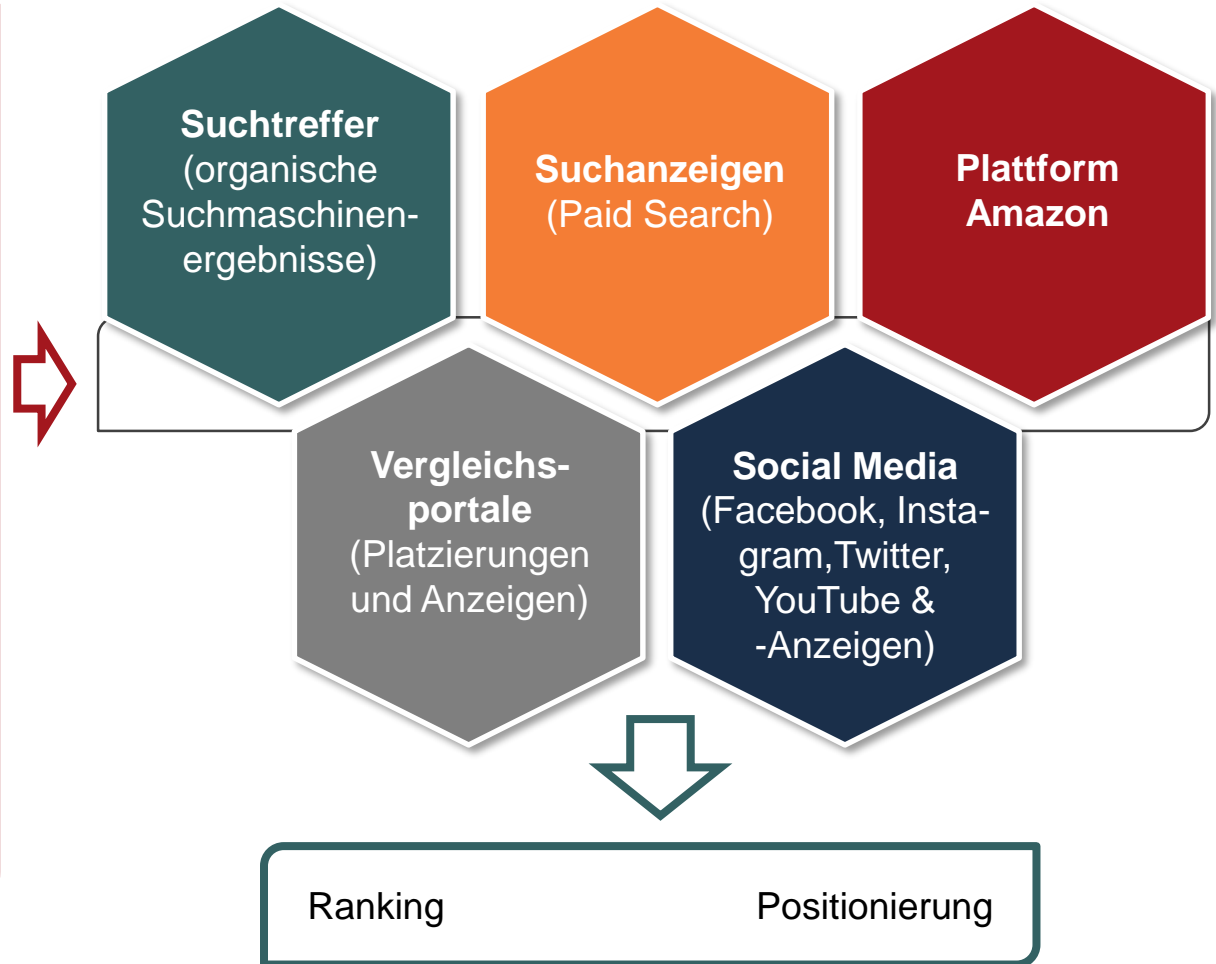 Suchtreffer
(organische
Suchmaschinen-
ergebnisse)
Suchanzeigen
(Paid Search)
Plattform
Amazon
Vergleichs-
portale
(Platzierungen
und Anzeigen)
Social Media
(Facebook, Insta-
gram,Twitter,
YouTube &
-Anzeigen)
Ranking
Positionierung